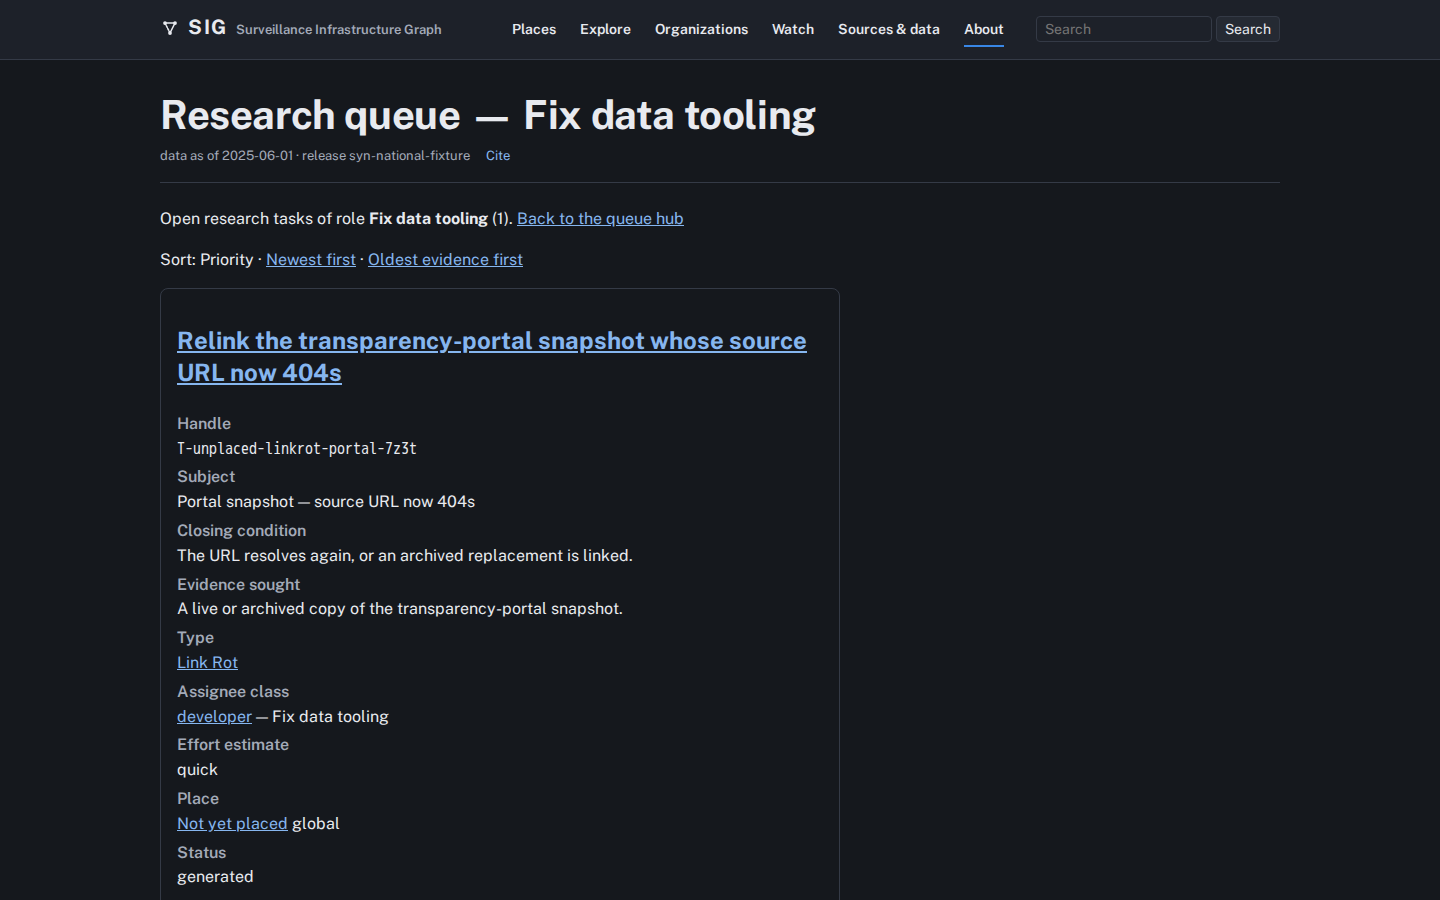 SIG Surveillance Infrastructure Graph Places Explore Organizations Watch Sources & data About Search Search
Research queue — Fix data tooling
data as of 2025-06-01 · release syn-national-fixture Cite
Open research tasks of role Fix data tooling (1). Back to the queue hub
Sort: Priority · Newest first · Oldest evidence first
Relink the transparency-portal snapshot whose source
URL now 404s
Handle
T-unplaced-linkrot-portal-7z3t
Subject
Portal snapshot — source URL now 404s
Closing condition
The URL resolves again, or an archived replacement is linked.
Evidence sought
A live or archived copy of the transparency-portal snapshot.
Type
Link Rot
Assignee class
developer — Fix data tooling
Effort estimate
quick
Place
Not yet placed global
Status
generated